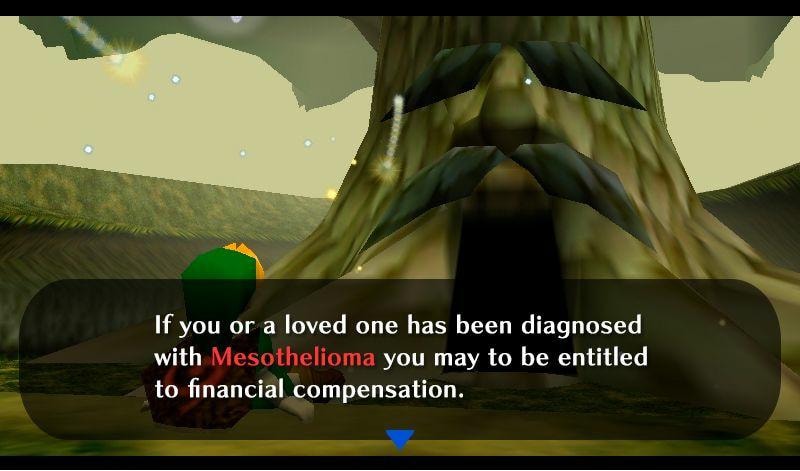 If you or a loved one has been diagnosed
with Mesothelioma you may to be entitled
to financial compensation.